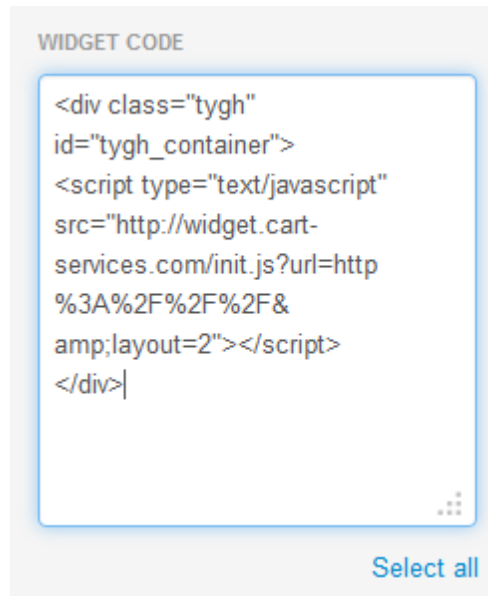 WIDGET CODE
<div class="tygh"
id="tygh_container">
<script type="text/javascript"
src="http://widget.cart-
services.com/init.js?url=http
%3A%2F%2F%2F&
amp;layout=2"></script>
</div>
Select all